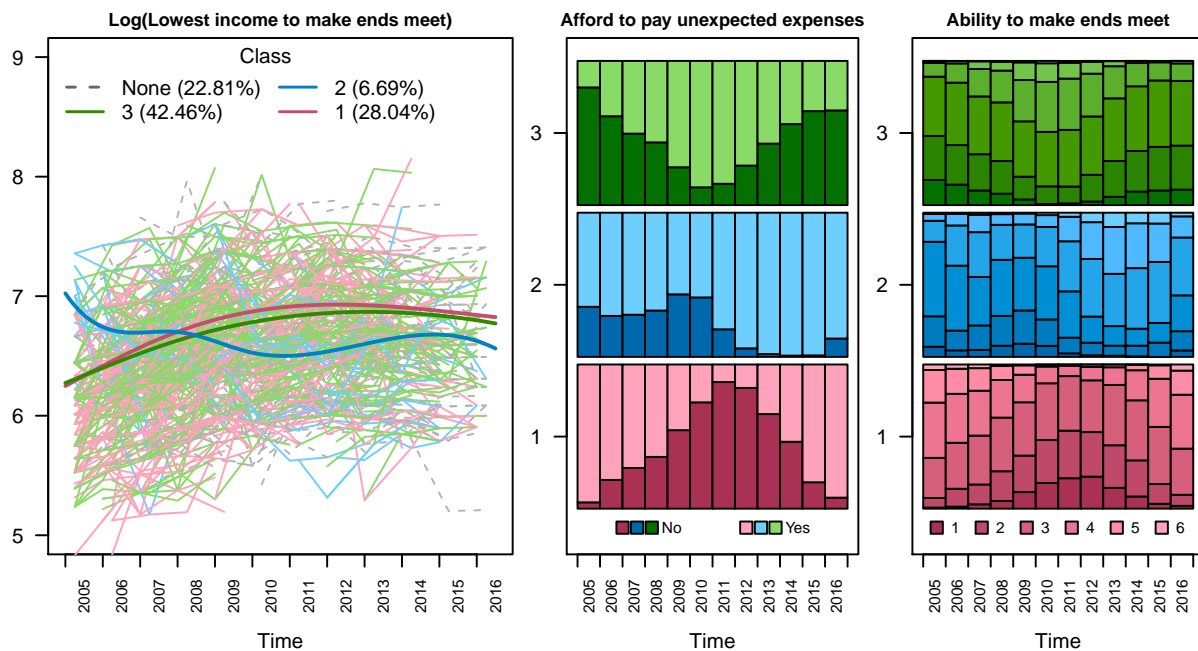 Log(Lowest income to make ends meet)
Class
None (22.81%)
2 (6.69%)
3 (42.46%)
1 (28.04%)
9
8
7
6
5
2005 2006 2007 2008 2009 2010 2011 2012 2013 2014 2015 2016
Time
Afford to pay unexpected expenses
3
2
1
No Yes
2005 2006 2007 2008 2009 2010 2011 2012 2013 2014 2015 2016
Time
Ability to make ends meet
3
2
1
1 2 3 4 5 6
2005 2006 2007 2008 2009 2010 2011 2012 2013 2014 2015 2016
Time